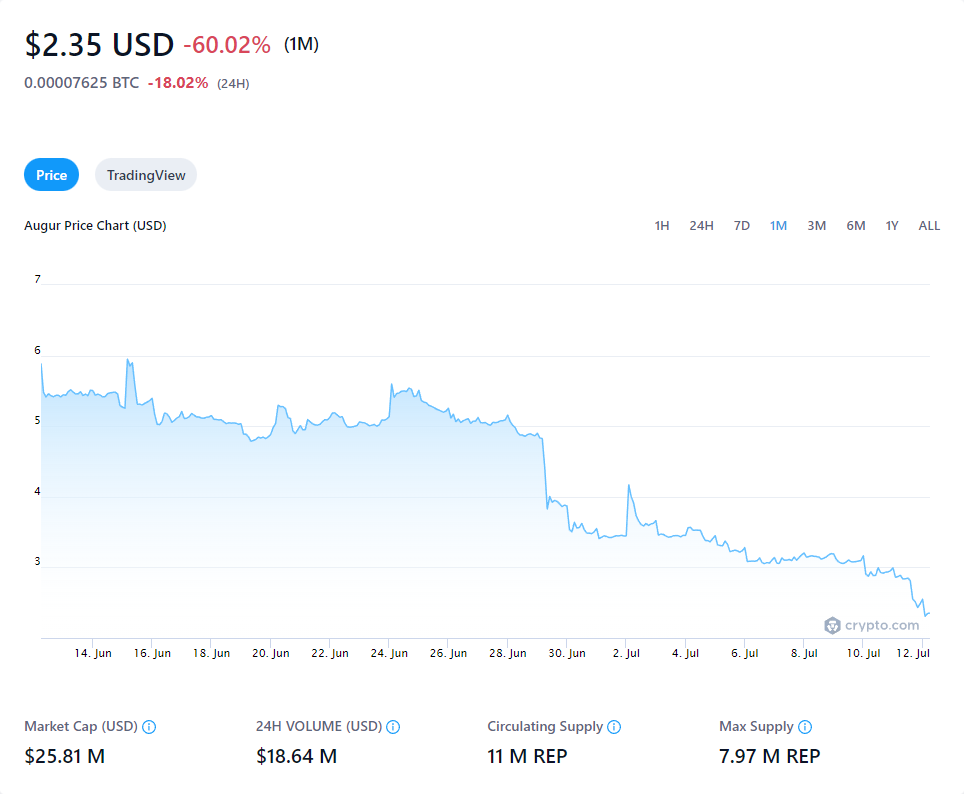 $2.35 USD -60.02% (1M)
0.00007625 BTC -18.02% (24H)
Price TradingView
Augur Price Chart (USD) 1H 24H 7D 1M 3M 6M 1Y ALL
7
6
5
4
3
crypto.com
14. Jun 16. Jun 18. Jun 20. Jun 22. Jun 24. Jun 26. Jun 28. Jun 30. Jun 2. Jul 4. Jul 6. Jul 8. Jul 10. Jul 12. Jul
Market Cap (USD) 24H VOLUME (USD) Circulating Supply Max Supply
$25.81 M $18.64 M 11 M REP 7.97 M REP